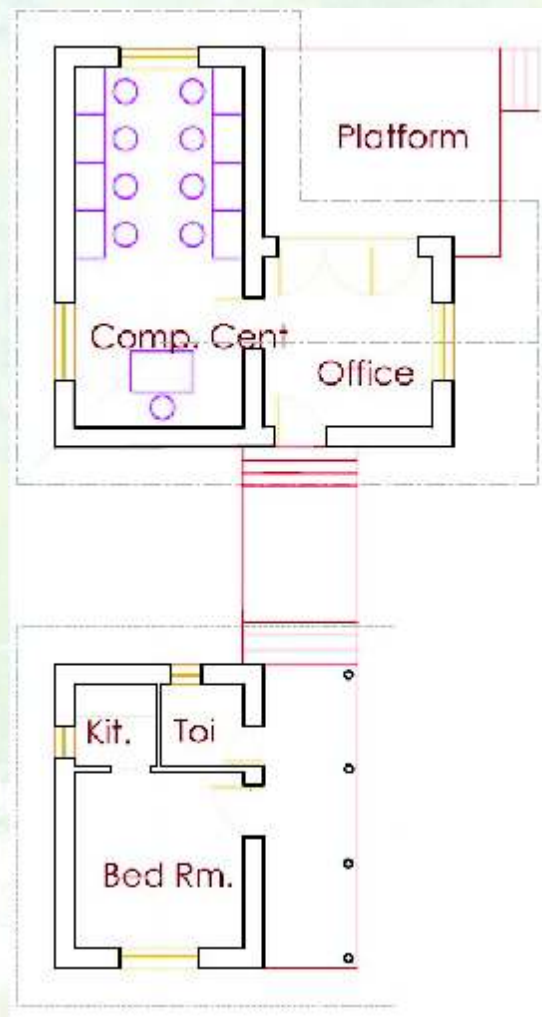 Platform
Comp. Cent
Office
Kit.
Toi
Bed Rm.